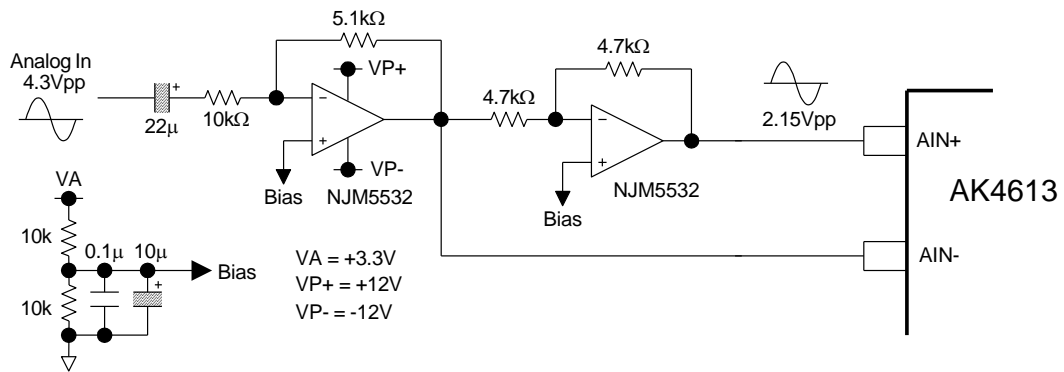 5.1kΩ
Analog In
4.3Vpp
+
22μ
10kΩ
VP+
−
+
VP-
Bias
NJM5532
4.7kΩ
4.7kΩ
−
+
Bias
NJM5532
2.15Vpp
AIN+
AK4613
AIN-
VA
10k
0.1μ
10μ
+
Bias
10k
VA = +3.3V
VP+ = +12V
VP- = -12V